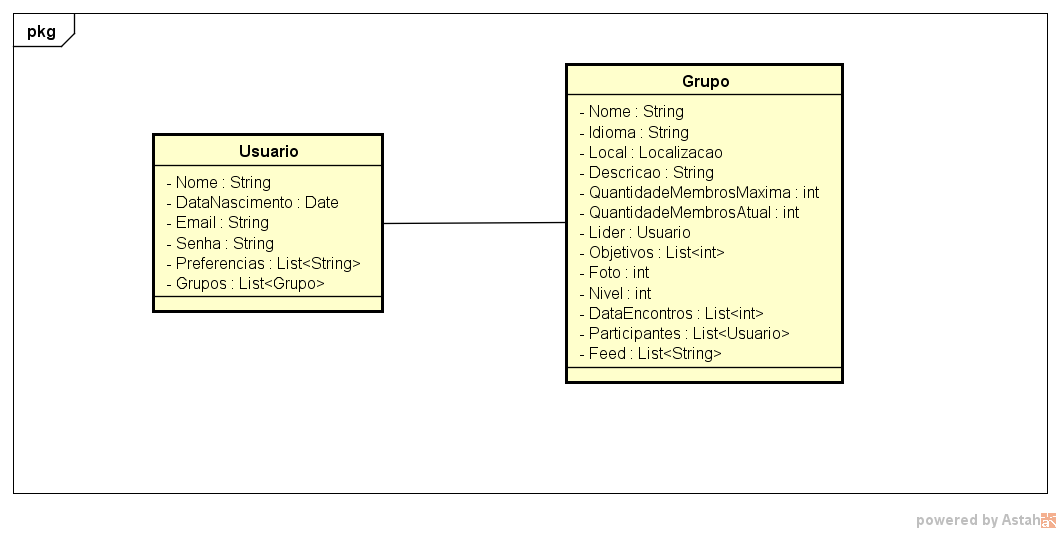 pkg
Usuario
- Nome : String
- DataNascimento : Date
- Email : String
- Senha : String
- Preferencias : List<String>
- Grupos : List<Grupo>
Grupo
- Nome : String
- Idioma : String
- Local : Localizacao
- Descricao : String
- QuantidadeMembrosMaxima : int
- QuantidadeMembrosAtual : int
- Lider : Usuario
- Objetivos : List<int>
- Foto : int
- Nivel : int
- DataEncontros : List<int>
- Participantes : List<Usuario>
- Feed : List<String>
powered by Astah